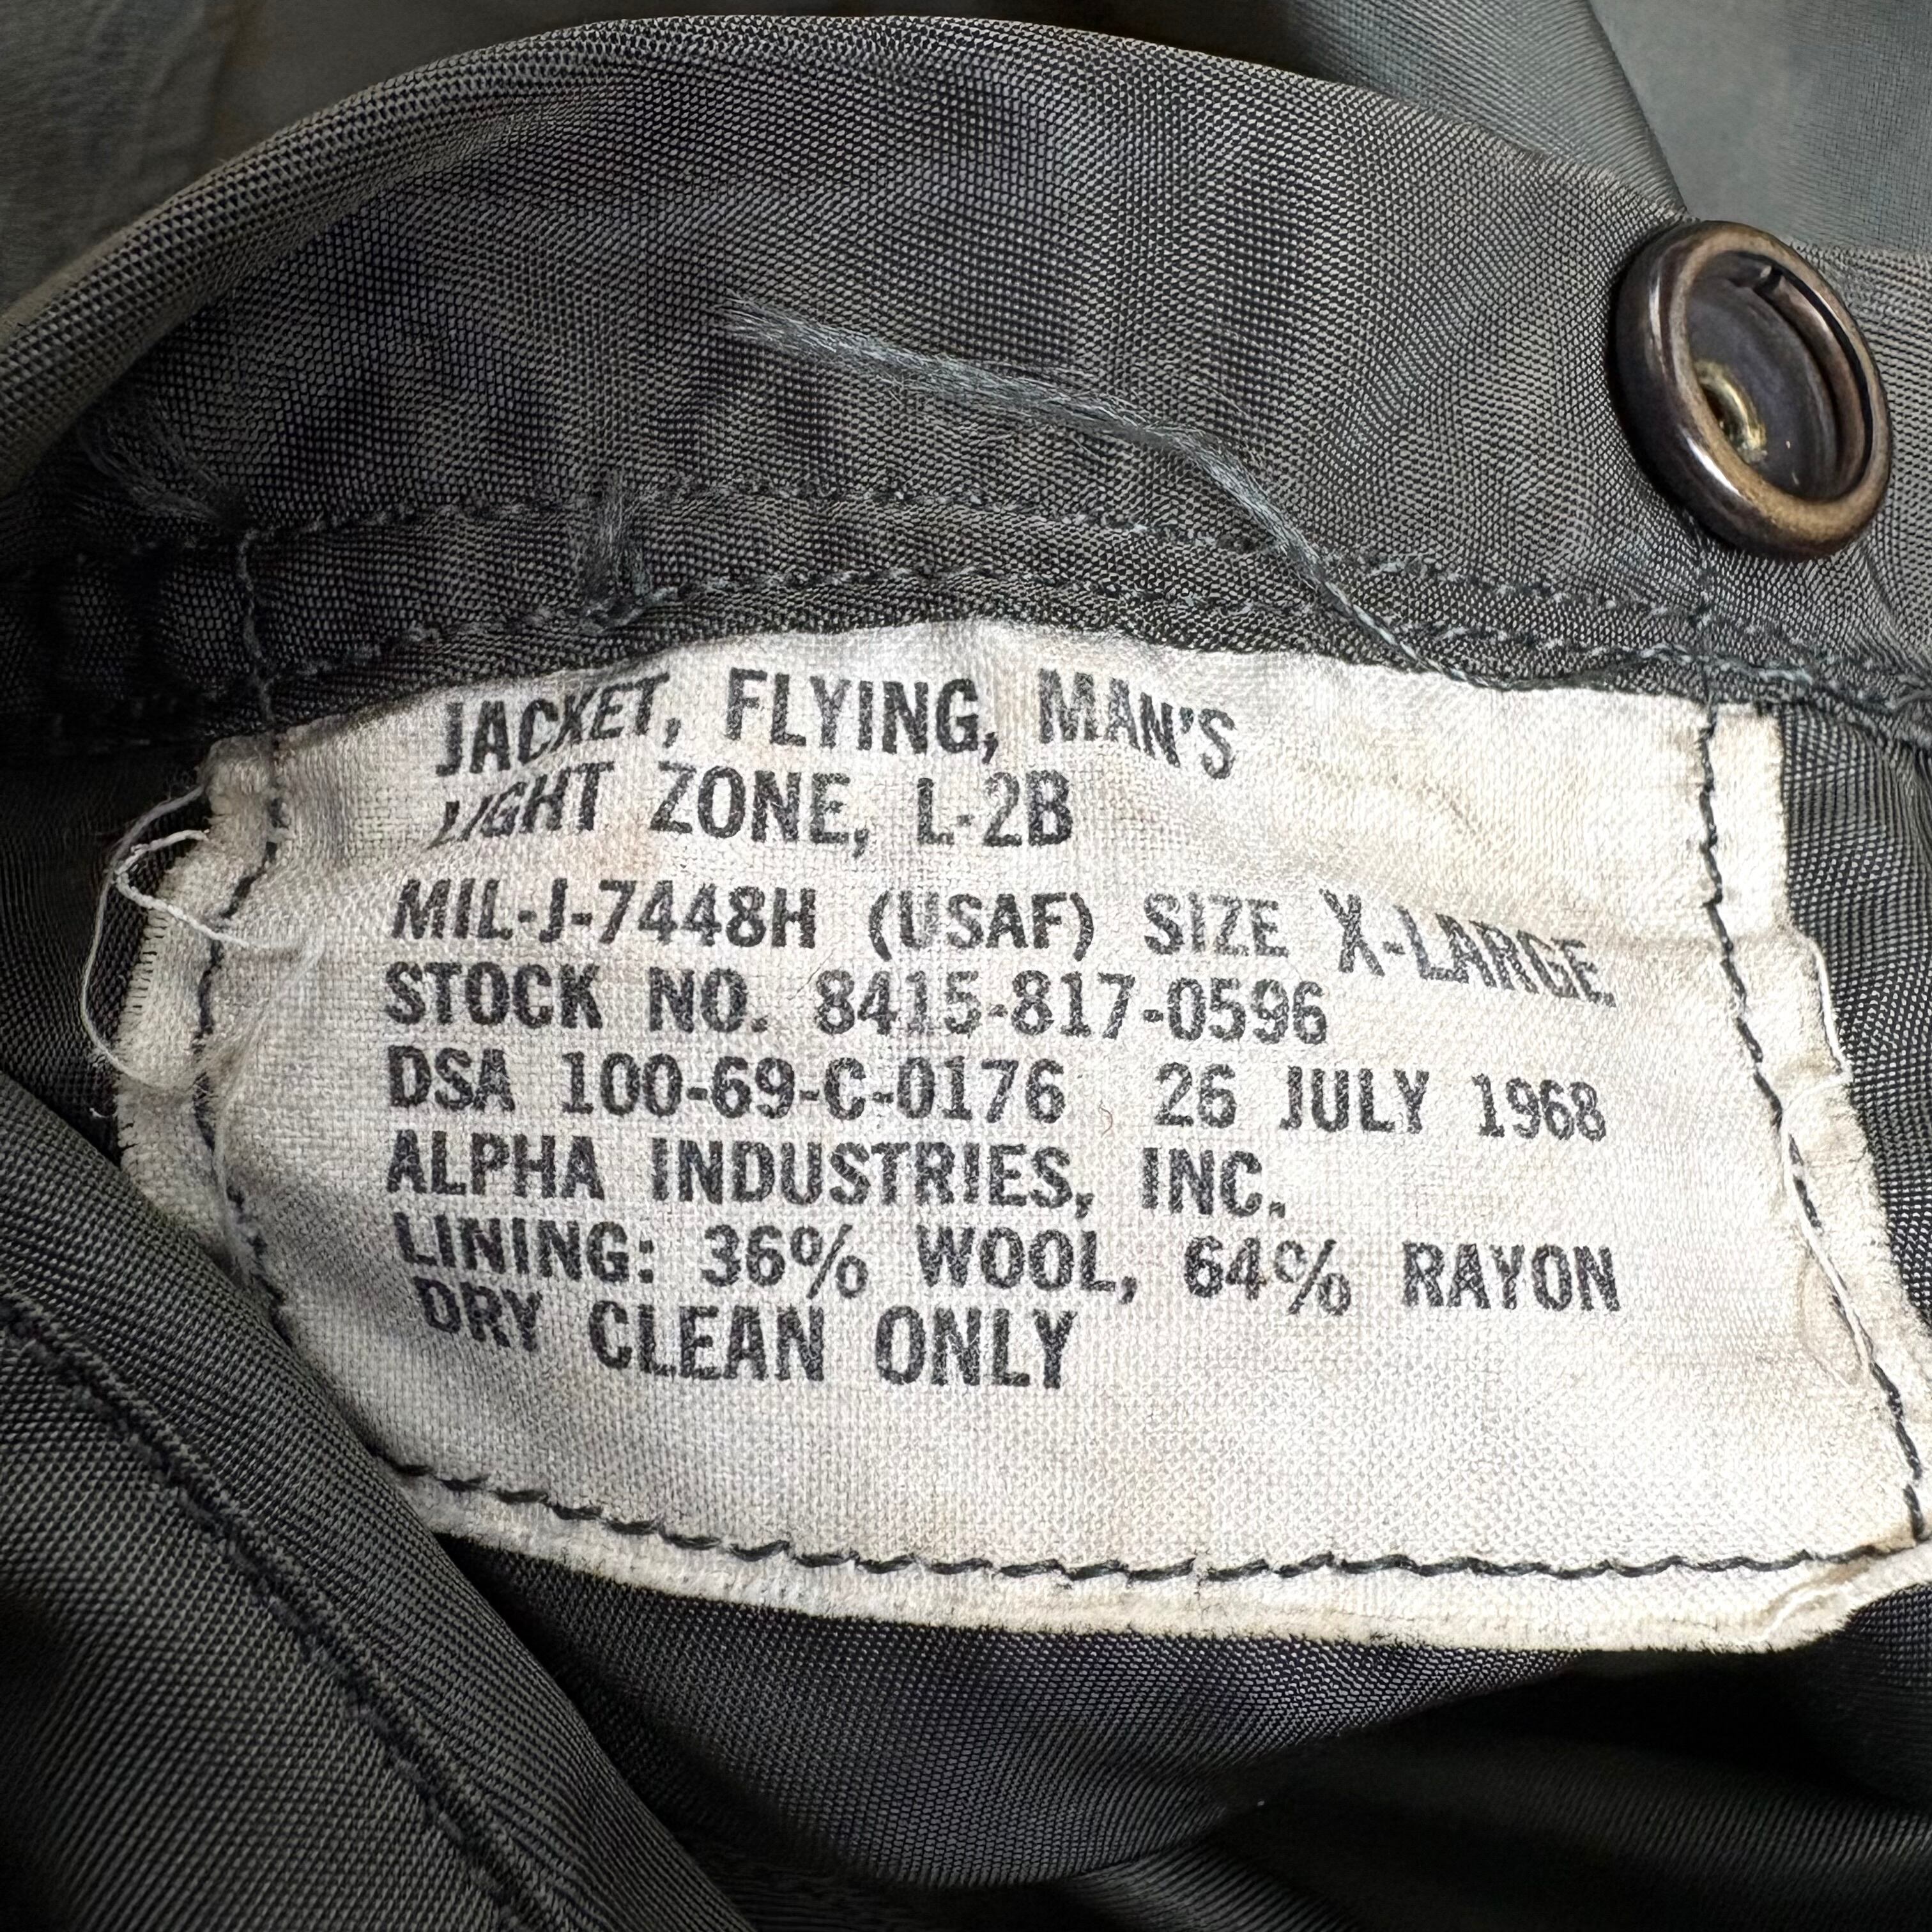 JACKET, FLYING, MAN'S
LIGHT ZONE, L-2B
MIL-J-7448H (USAF) SIZE X-LARGE
STOCK NO. 8415-817-0596
DSA 100-69-C-0176 26 JULY 1968
ALPHA INDUSTRIES, INC.
LINING: 36% WOOL, 64% RAYON
DRY CLEAN ONLY